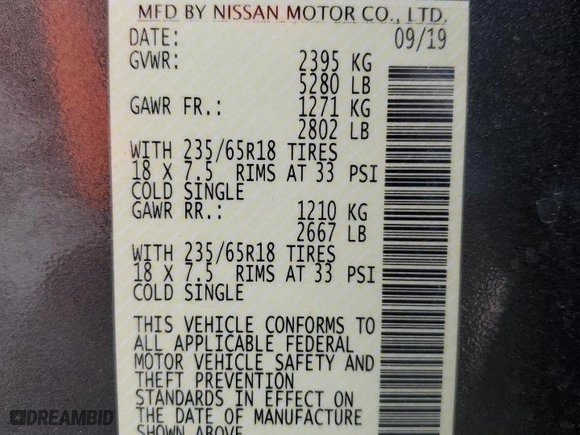 MFD BY NISSAN MOTOR CO., LTD.
DATE: 09/19
GVWR: 2395 KG
5280 LB
GAWR FR.: 1271 KG
2802 LB
WITH 235/65R18 TIRES
18 X 7.5 RIMS AT 33 PSI
COLD SINGLE
GAWR RR.: 1210 KG
2667 LB
WITH 235/65R18 TIRES
18 X 7.5 RIMS AT 33 PSI
COLD SINGLE
THIS VEHICLE CONFORMS TO
ALL APPLICABLE FEDERAL
MOTOR VEHICLE SAFETY AND
THEFT PREVENTION
STANDARDS IN EFFECT ON
THE DATE OF MANUFACTURE
SHOWN ABOVE
DREAMBID